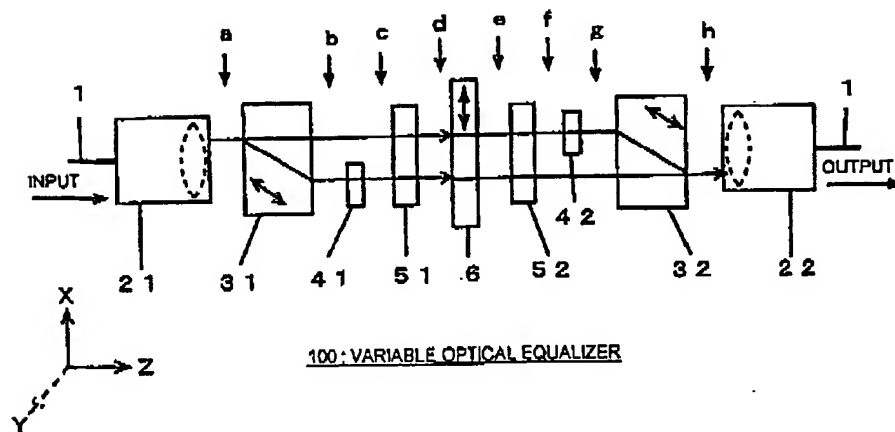 a b c d e f g h
1 1
INPUT OUTPUT
4 2
2 1 3 1 4 1 5 1 6 5 2 3 2 2 2
X
Z
Y
100 : VARIABLE OPTICAL EQUALIZER